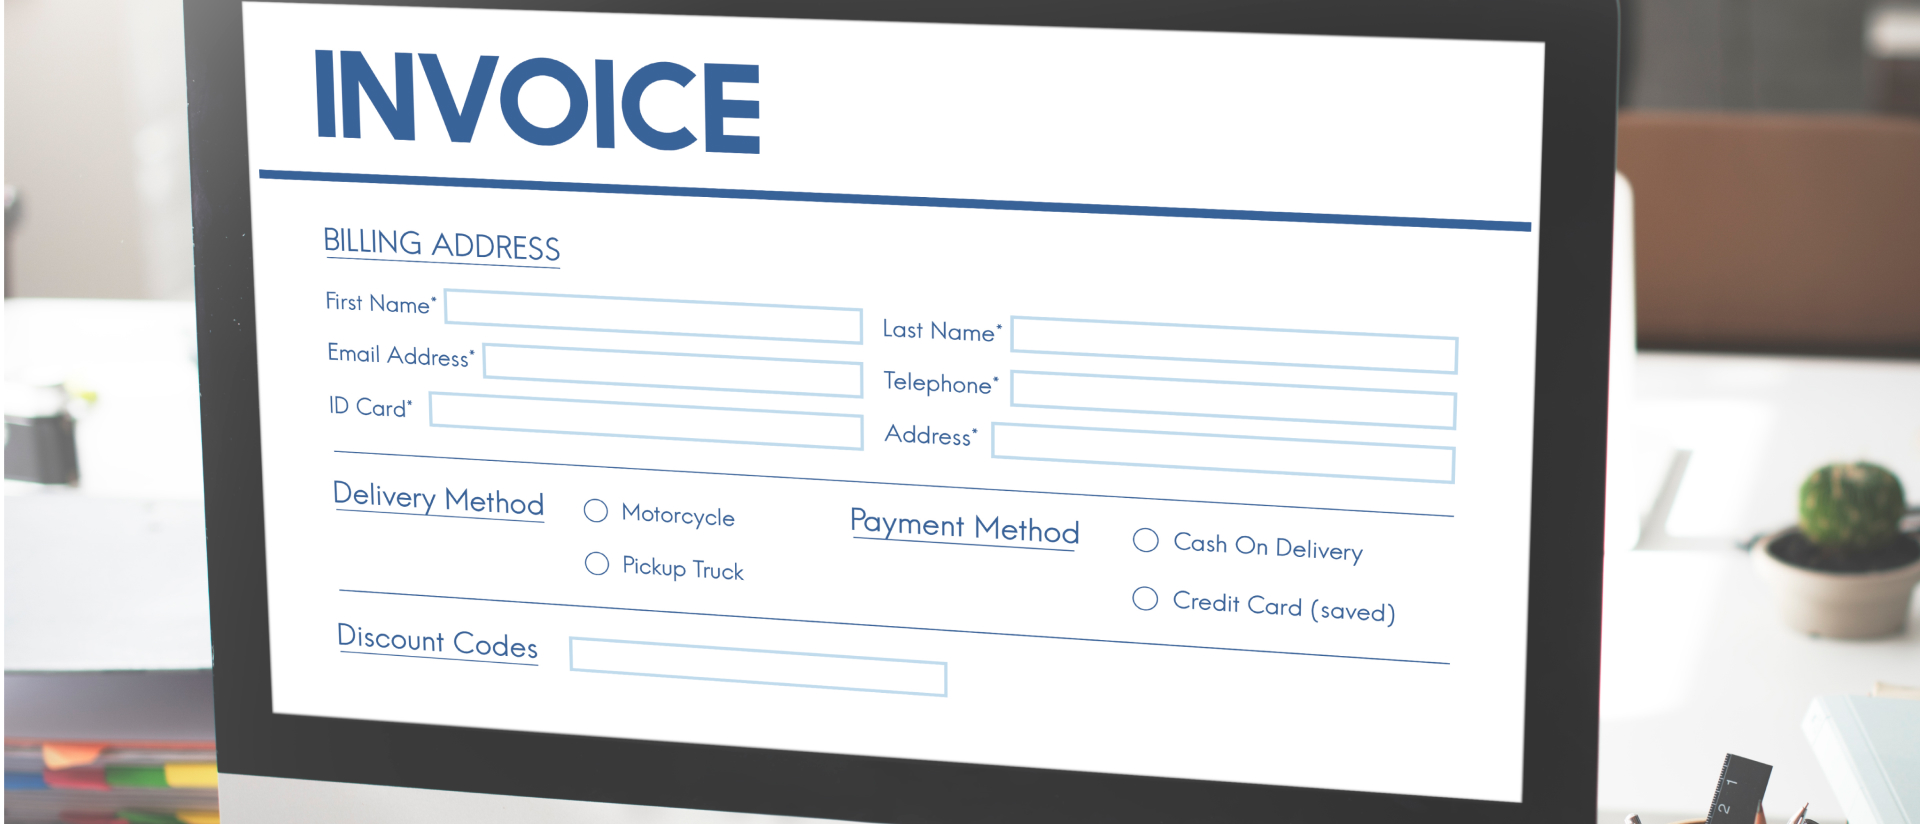 INVOICE
BILLING ADDRESS
First Name*
Last Name*
Email Address*
Telephone*
ID Card*
Address*
Delivery Method
Motorcycle
Pickup Truck
Payment Method
Cash On Delivery
Credit Card (saved)
Discount Codes
1
2